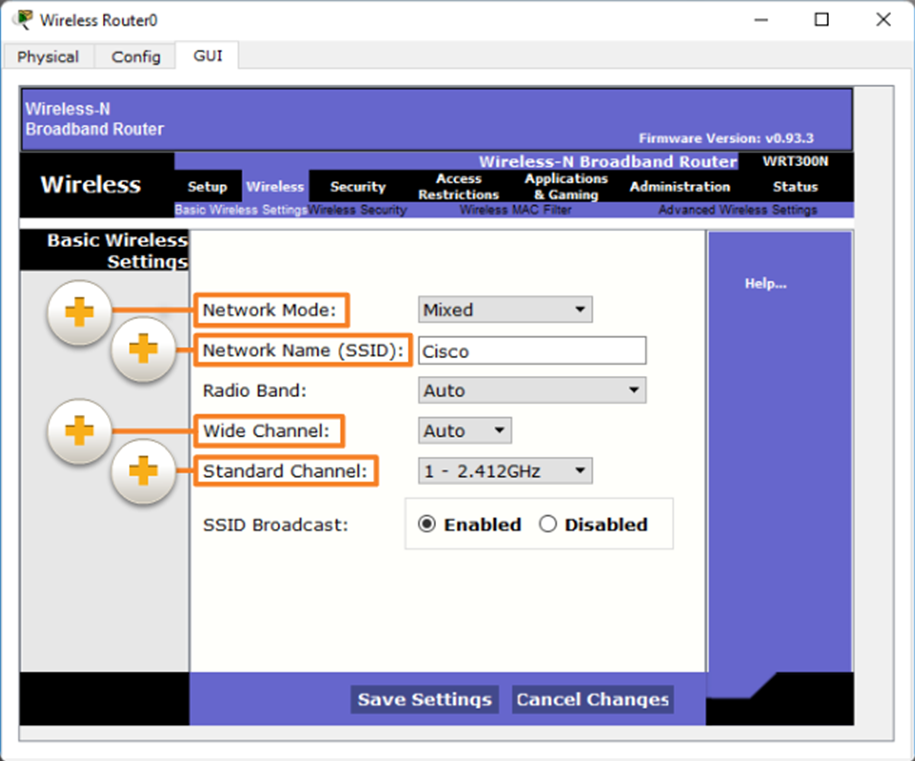 Wireless Router0
Physical Config GUI
Wireless-N
Broadband Router
Firmware Version: v0.93.3
Wireless-N Broadband Router WRT300N
Wireless
Setup Wireless Security Access Restrictions Applications & Gaming Administration Status
Basic Wireless Settings Wireless Security Wireless MAC Filter Advanced Wireless Settings
Basic Wireless
Settings
Help...
Network Mode: Mixed
Network Name (SSID): Cisco
Radio Band: Auto
Wide Channel: Auto
Standard Channel: 1 - 2.412GHz
SSID Broadcast: Enabled Disabled
Save Settings Cancel Changes